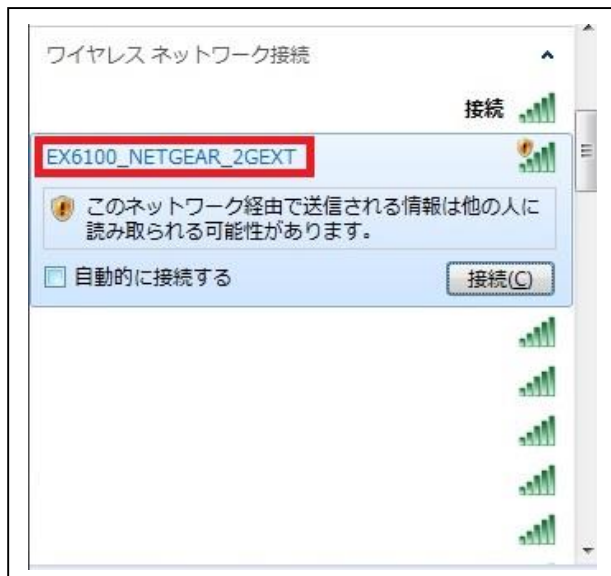 ワイヤレス ネットワーク接続
接続
EX6100_NETGEAR_2GEXT
このネットワーク経由で送信される情報は他の人に
読み取られる可能性があります。
自動的に接続する
接続(C)